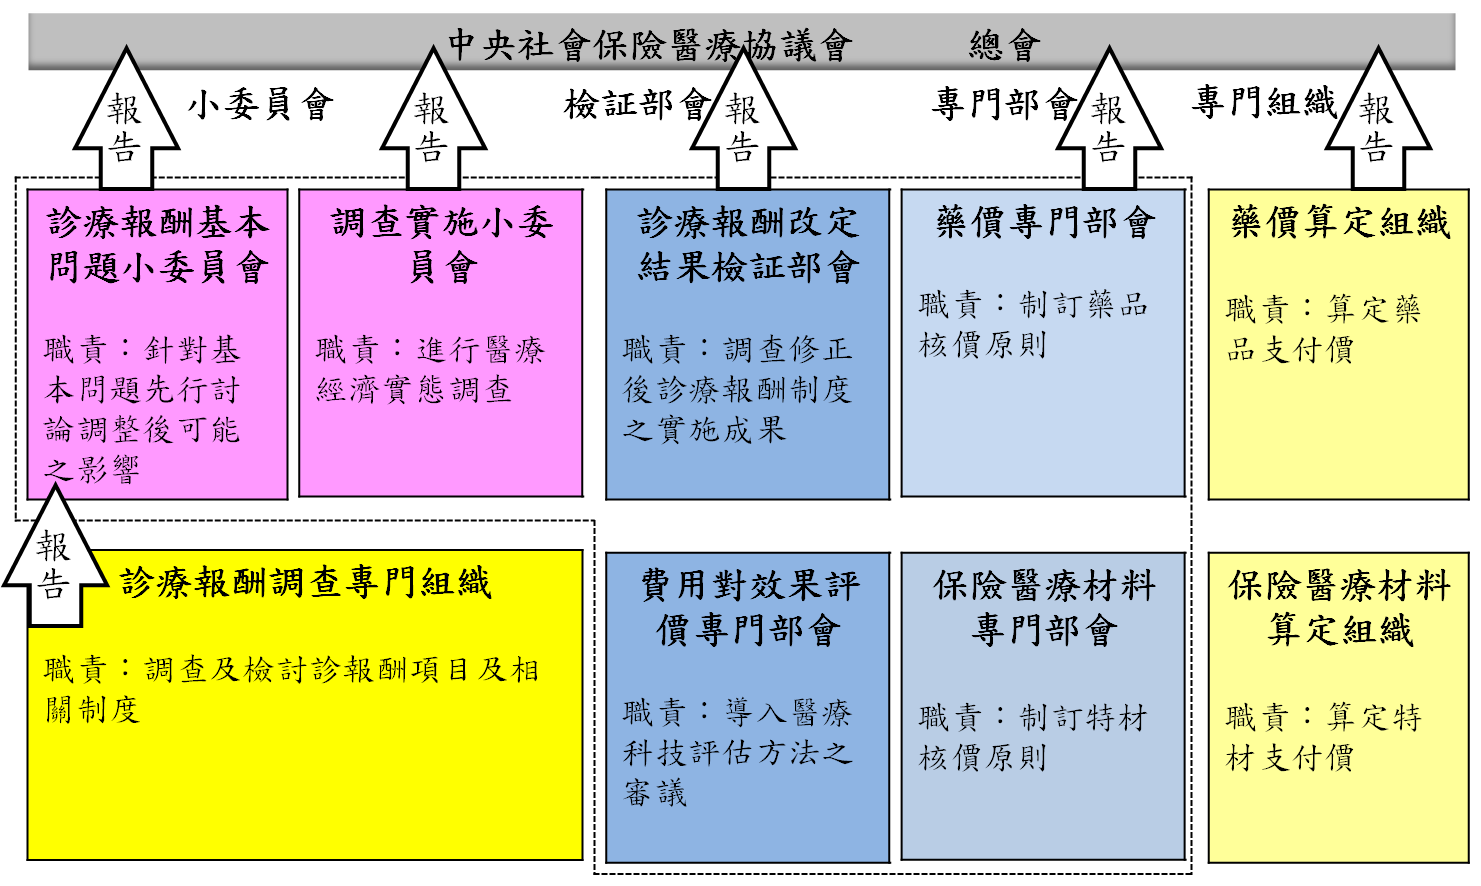 中央社會保險醫療協議會 總會
小委員會
檢証部會
專門部會
專門組織
報
告
報
告
報
告
報
告
報
告
診療報酬基本
問題小委員會
職責：針對基
本問題先行討
論調整後可能
之影響
調查實施小委
員會
職責：進行醫療
經濟實態調查
診療報酬改定
結果檢証部會
職責：調查修正
後診療報酬制度
之實施成果
藥價專門部會
職責：制訂藥品
核價原則
藥價算定組織
職責：算定藥
品支付價
報
告
診療報酬調查專門組織
職責：調查及檢討診報酬項目及相
關制度
費用對效果評
價專門部會
職責：導入醫療
科技評估方法之
審議
保險醫療材料
專門部會
職責：制訂特材
核價原則
保險醫療材料
算定組織
職責：算定特
材支付價